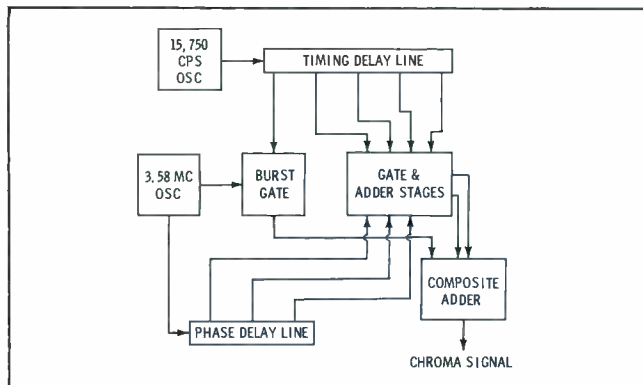 15,750
CPS
OSC
TIMING DELAY LINE
3.58 MC
OSC
BURST
GATE
GATE &
ADDER STAGES
COMPOSITE
ADDER
PHASE DELAY LINE
CHROMA SIGNAL